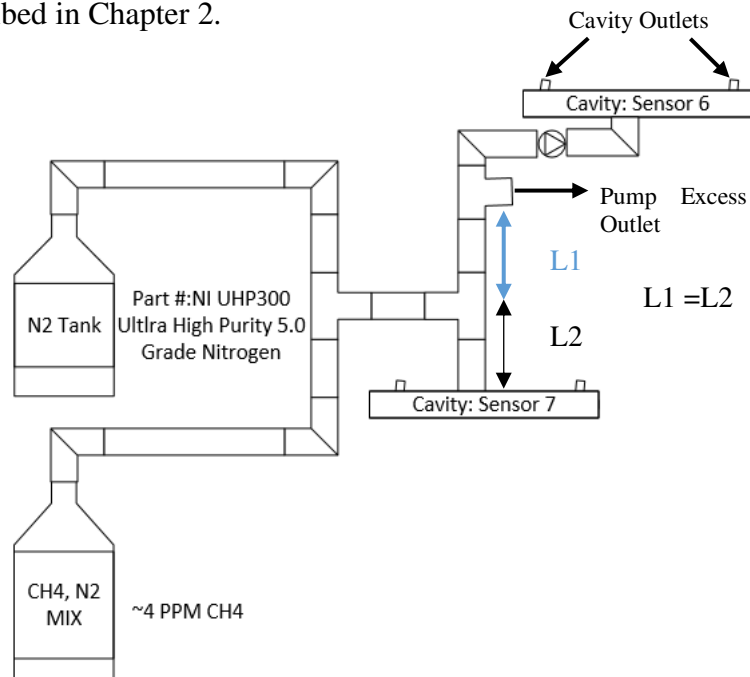 bed in Chapter 2.
Cavity Outlets
Cavity: Sensor 6
Pump Excess
Outlet
L1
L1 =L2
L2
N2 Tank
Part #:NI UHP300
Ultlra High Purity 5.0
Grade Nitrogen
Cavity: Sensor 7
CH4, N2
MIX
~4 PPM CH4